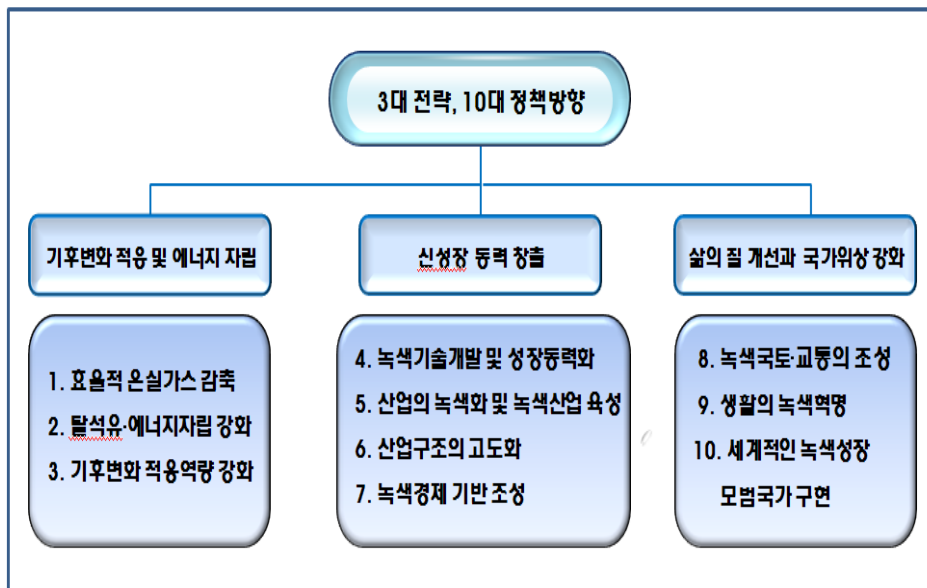 3대 전략, 10대 정책방향
기후변화 적용 및 에너지 자립
신성장 동력 창출
삶의 질 개선과 국가위상 강화
1. 효율적 온실가스 감축
2. 탈석유·에너지자립 강화
3. 기후변화 적용역량 강화
4. 녹색기술개발 및 성장동력화
5. 산업의 녹색화 및 녹색산업 육성
6. 산업구조의 고도화
7. 녹색경제 기반 조성
8. 녹색국토·교통의 조성
9. 생활의 녹색혁명
10. 세계적인 녹색성장
모범국가 구현